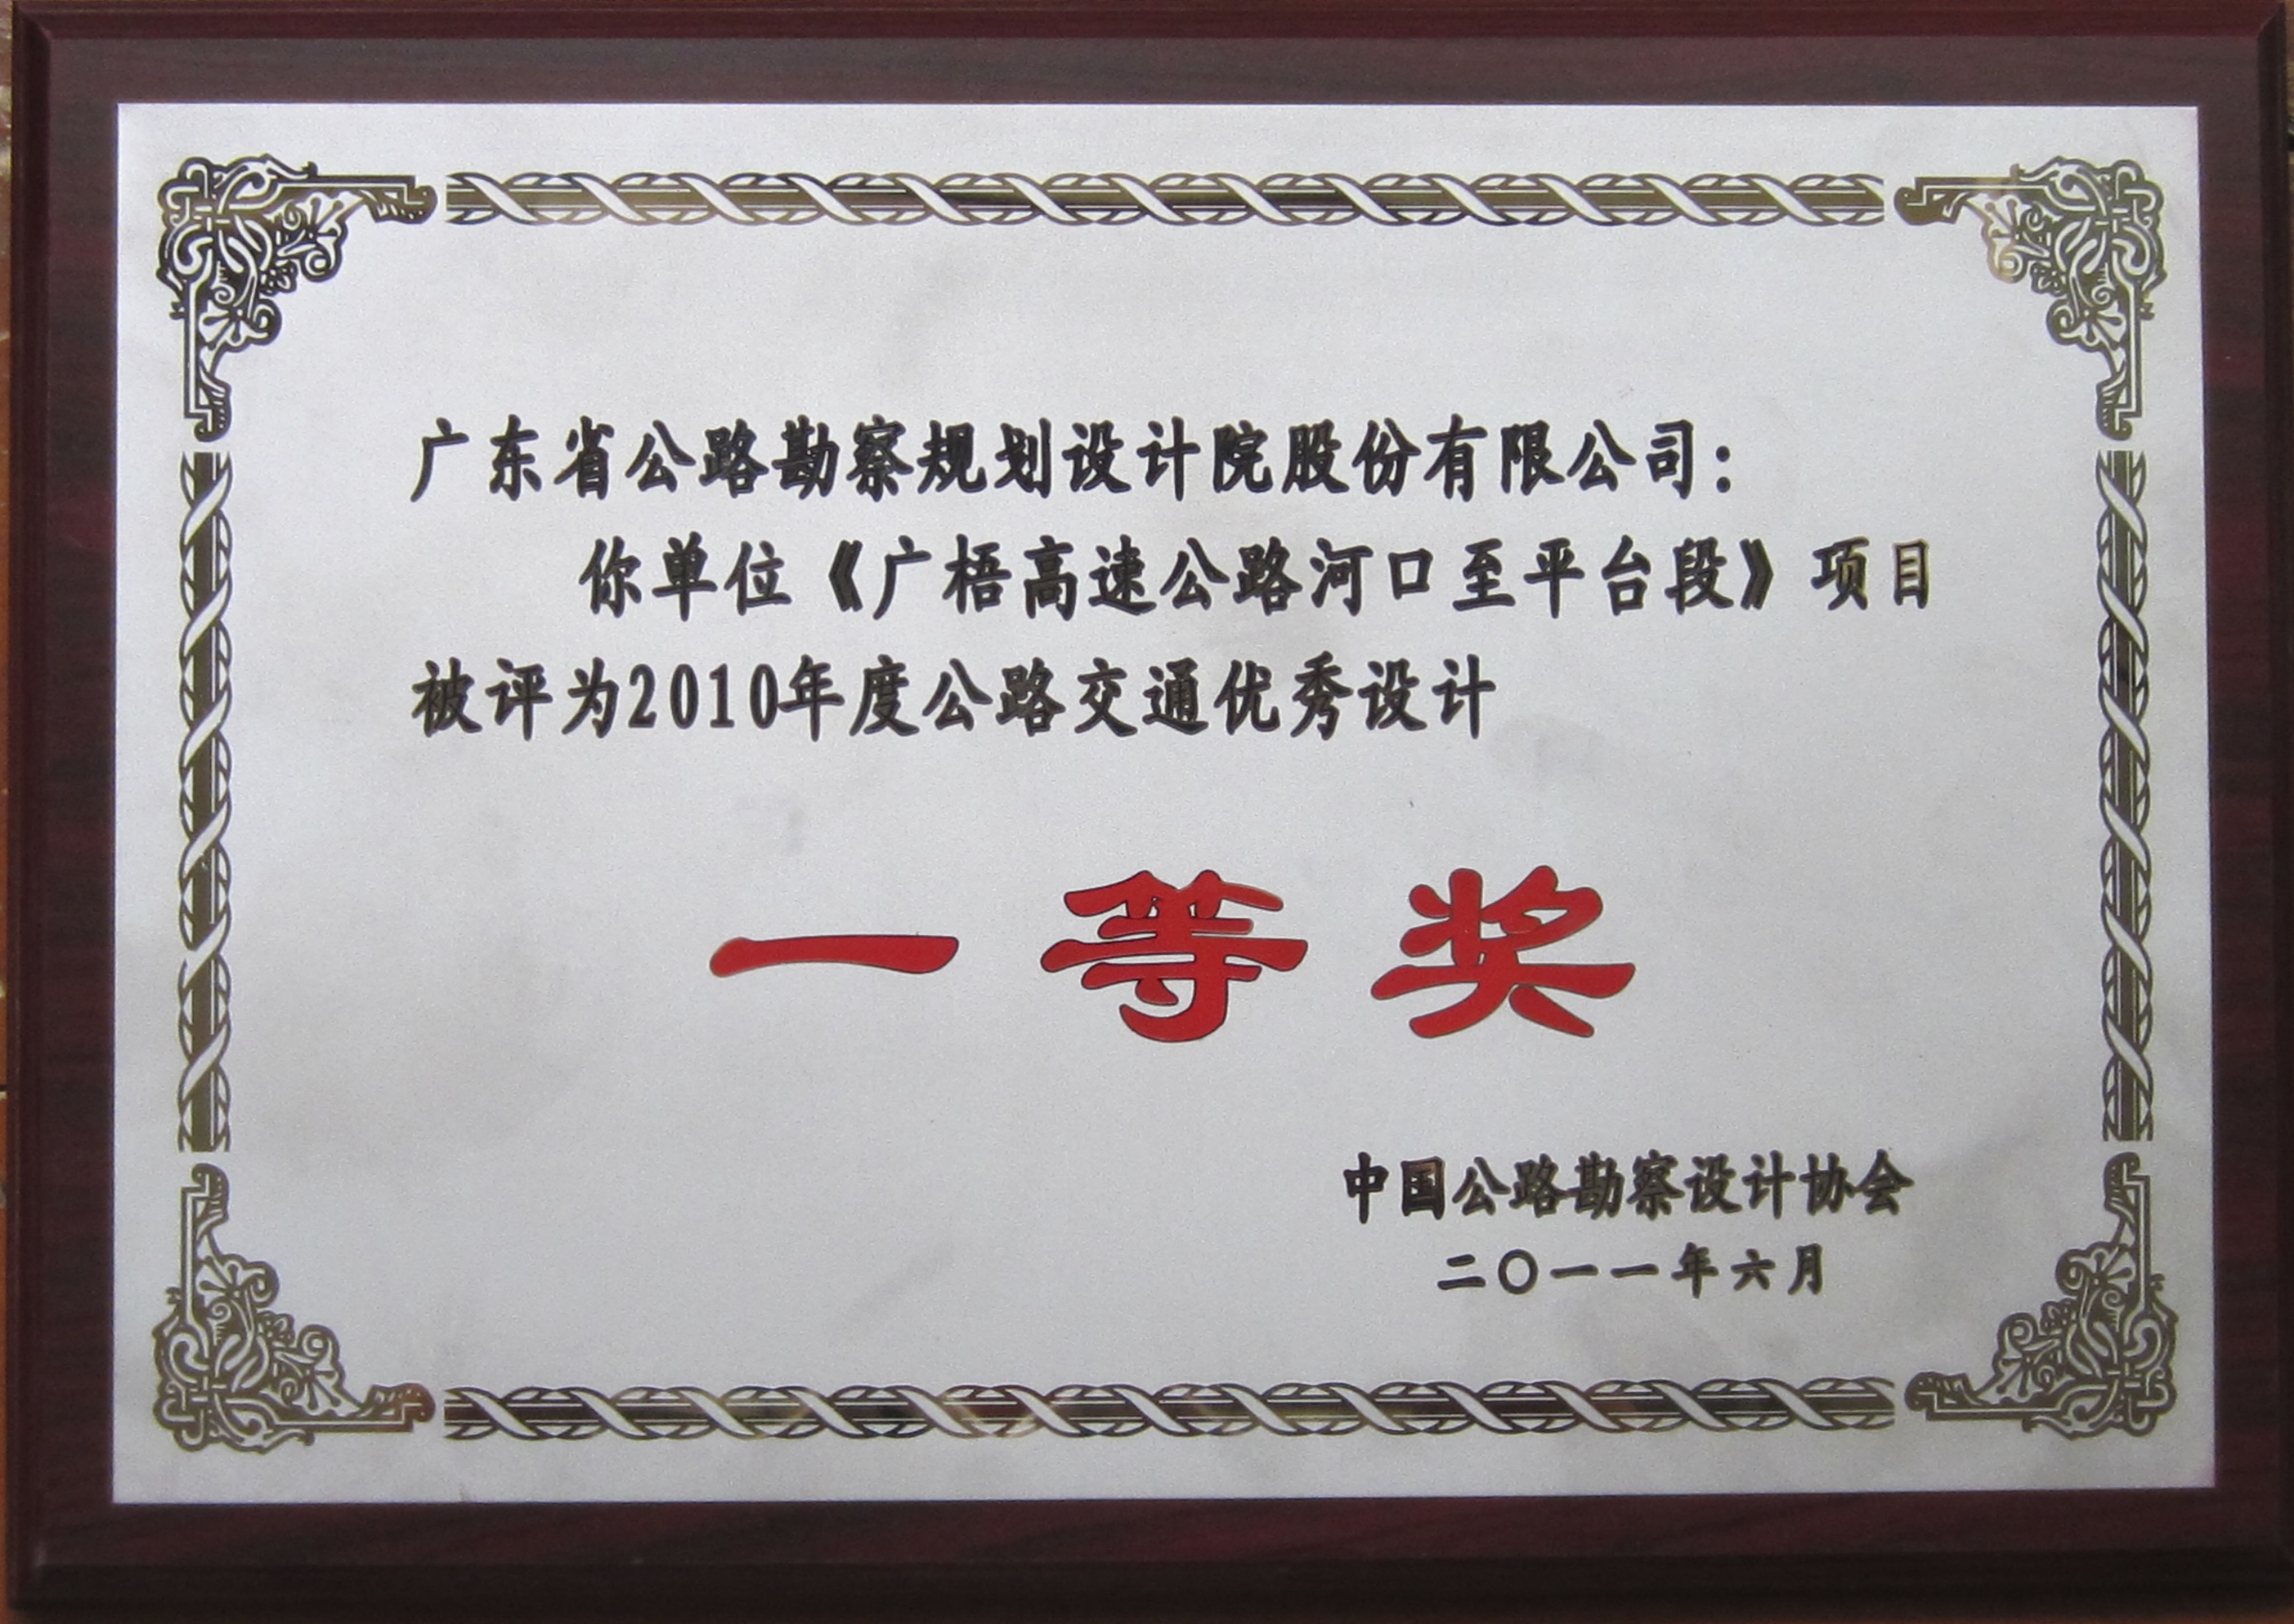 广东省公路勘察规划设计院股份有限公司：
你单位《广梧高速公路河口至平台段》项目
被评为2010年度公路交通优秀设计
一等奖
中国公路勘察设计协会
二〇一一年六月